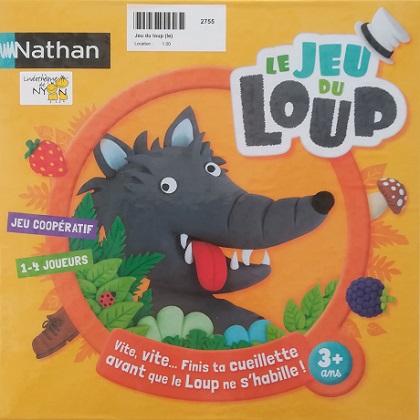 2755
Jeu du loup (le)
Location : 1.00
Nathan
Ludothèque
de
NYON
LE JEU
DU
LOUP
JEU COOPÉRATIF
1-4 JOUEURS
Vite, vite... Finis ta cueillette
avant que le Loup ne s'habille !
3+
ans